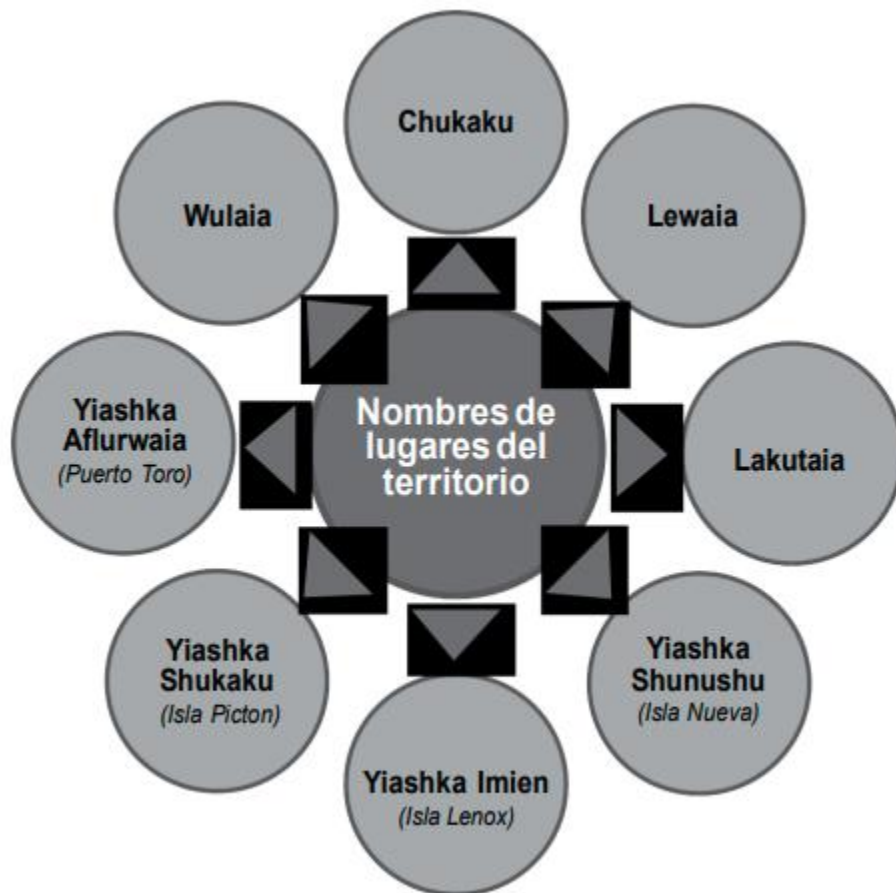 Chukaku
Wulaia
Lewaia
Yiashka
Aflurwaia
(Puerto Toro)
Nombres de
lugares del
territorio
Lakutaia
Yiashka
Shukaku
(Isla Picton)
Yiashka
Shunushu
(Isla Nueva)
Yiashka Imien
(Isla Lenox)